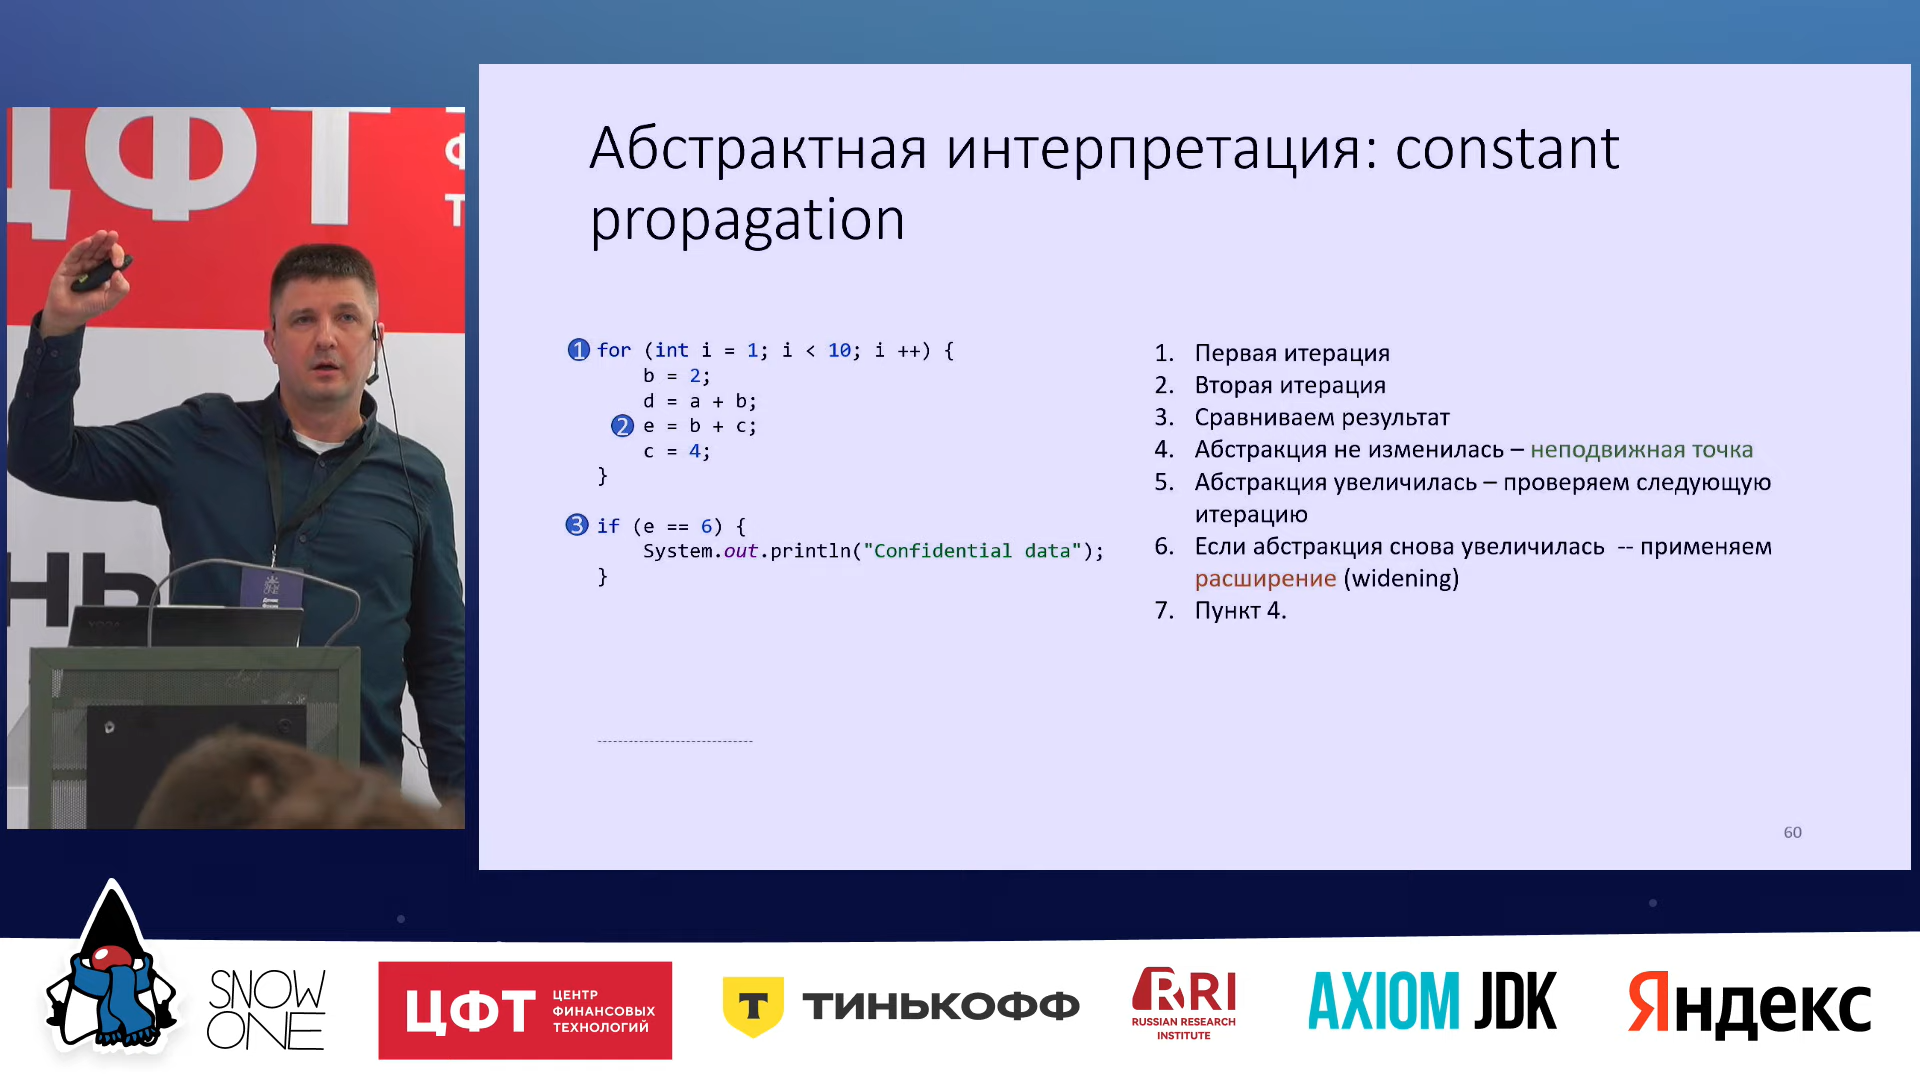 ЦФТ
Ф
Т
НЬ
YOGA
Абстрактная интерпретация: constant
propagation
1 for (int i = 1; i < 10; i ++) {
b = 2;
d = a + b;
2 e = b + c;
c = 4;
}
3 if (e == 6) {
System.out.println("Confidential data");
}
----------------------------
1. Первая итерация
2. Вторая итерация
3. Сравниваем результат
4. Абстракция не изменилась – неподвижная точка
5. Абстракция увеличилась – проверяем следующую
итерацию
6. Если абстракция снова увеличилась -- применяем
расширение (widening)
7. Пункт 4.
60
SNOW
ONE
ЦФТ
ЦЕНТР
ФИНАНСОВЫХ
ТЕХНОЛОГИЙ
Т ТИНЬКОФФ
RRI
RUSSIAN RESEARCH
INSTITUTE
AXIOM JDK
Яндекс